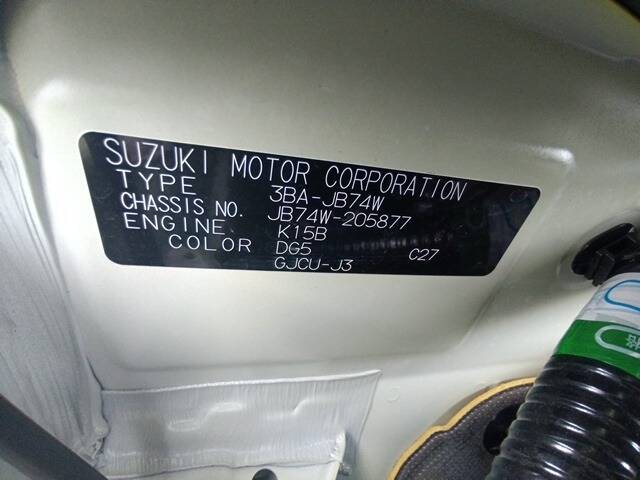 SUZUKI MOTOR CORPORATION
TYPE 3BA-JB74W
CHASSIS NO. JB74W-205877
ENGINE K15B
COLOR DG5 C27
GJCU-J3